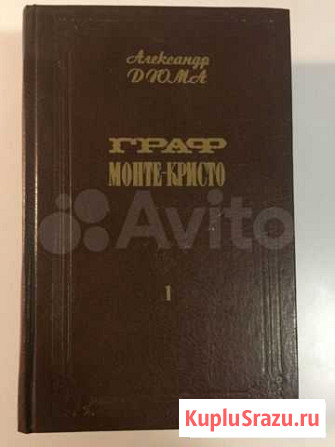 Александр
ДЮМА
ГРАФ
МОНТЕ-КРИСТО
Avito
1
KupluSrazu.ru